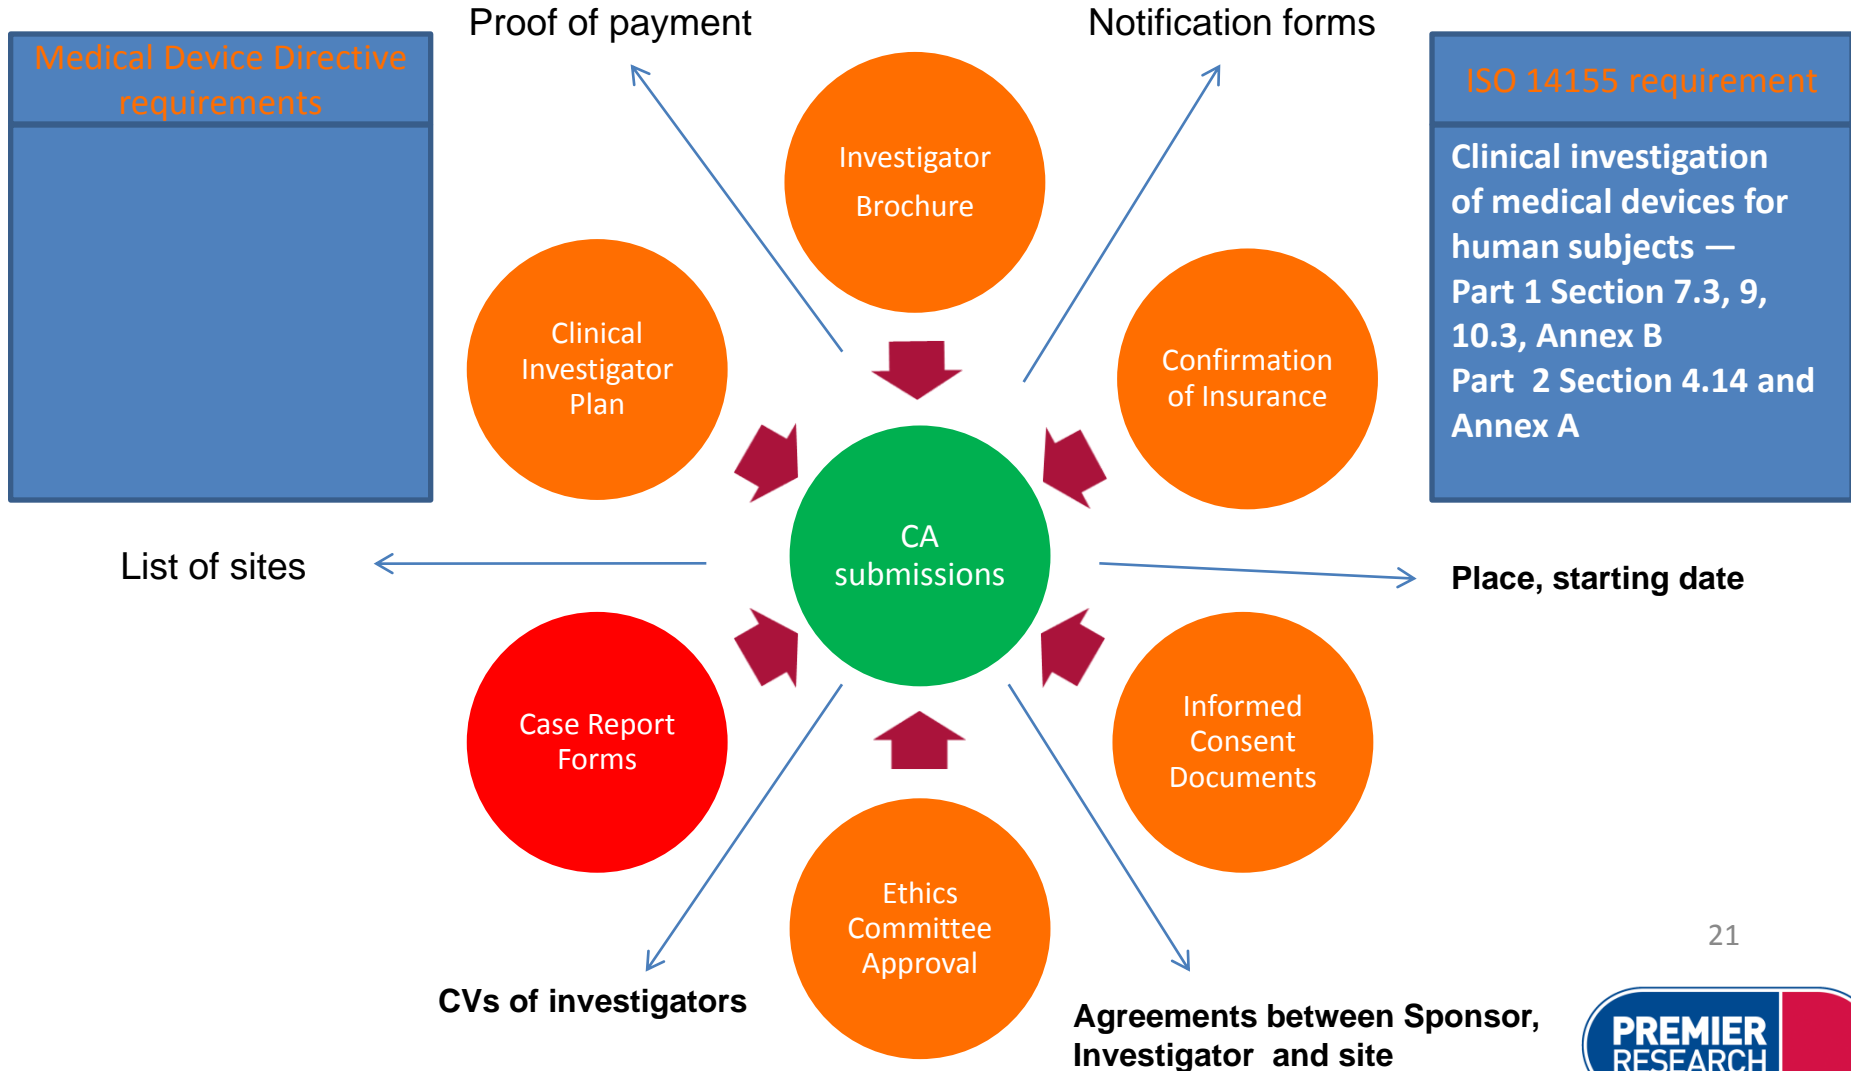 Proof of payment
Notification forms
Medical Device Directive
requirements
ISO 14155 requirement
Clinical investigation
of medical devices for
human subjects —
Part 1 Section 7.3, 9,
10.3, Annex B
Part 2 Section 4.14 and
Annex A
Investigator
Brochure
Clinical
Investigator
Plan
Confirmation
of Insurance
CA
submissions
List of sites
Place, starting date
Case Report
Forms
Informed
Consent
Documents
Ethics
Committee
Approval
CVs of investigators
Agreements between Sponsor,
Investigator and site
21
PREMIER
RESEARCH